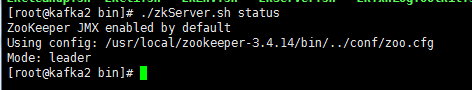 [root@kafka2 bin]# ./zkServer.sh status
ZooKeeper JMX enabled by default
Using config: /usr/local/zookeeper-3.4.14/bin/../conf/zoo.cfg
Mode: leader
[root@kafka2 bin]#